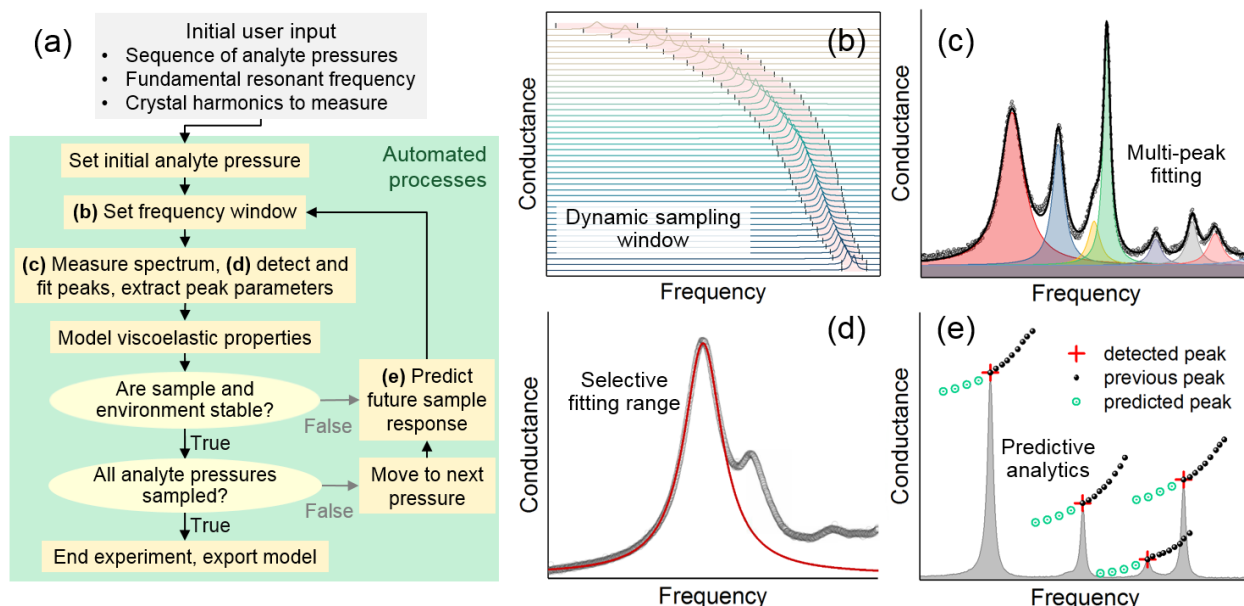 (a)
Initial user input
• Sequence of analyte pressures
• Fundamental resonant frequency
• Crystal harmonics to measure
Automated
processes
Set initial analyte pressure
(b) Set frequency window
(c) Measure spectrum, (d) detect and
fit peaks, extract peak parameters
Model viscoelastic properties
Are sample and
environment stable?
False
True
(e) Predict
future sample
response
All analyte pressures
sampled?
False
True
Move to next
pressure
End experiment, export model
(b)
Conductance
Dynamic sampling
window
Frequency
(c)
Conductance
Multi-peak
fitting
Frequency
(d)
Conductance
Selective
fitting range
Frequency
(e)
Conductance
detected peak
previous peak
predicted peak
Predictive
analytics
Frequency